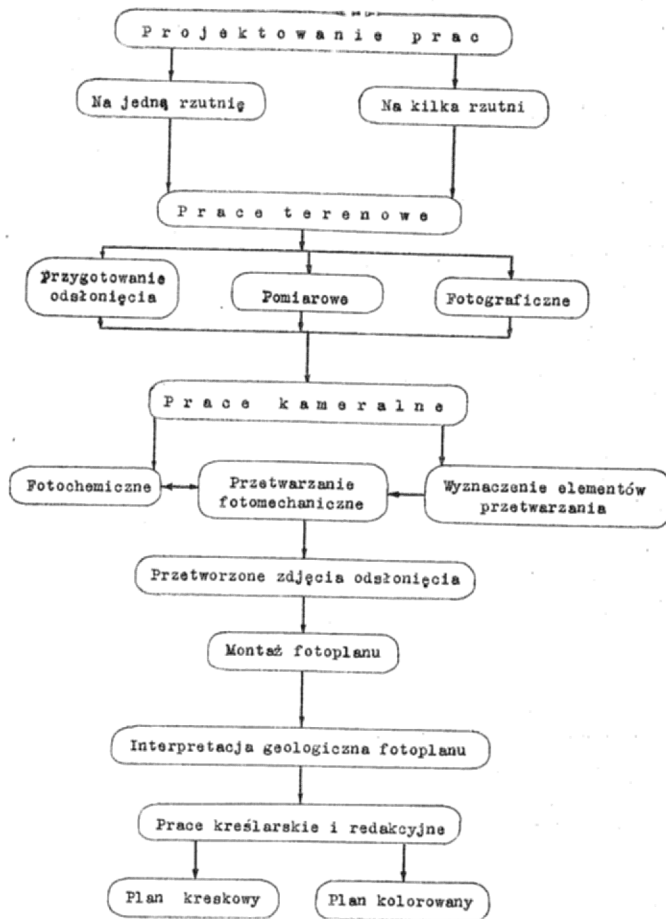 Projektowanie prac
Na jedną rzutnię
Na kilka rzutni
Prace terenowe
Przygotowanie
odsłonięcia
Pomiarowe
Fotograficzne
Prace kameralne
Fotochemiczne
Przetwarzanie
fotomechaniczne
Wyznaczenie elementów
przetwarzania
Przetworzone zdjęcia odsłonięcia
Montaż fotoplanu
Interpretacja geologiczna fotoplanu
Prace kreślarskie i redakcyjne
Plan kreskowy
Plan kolorowany